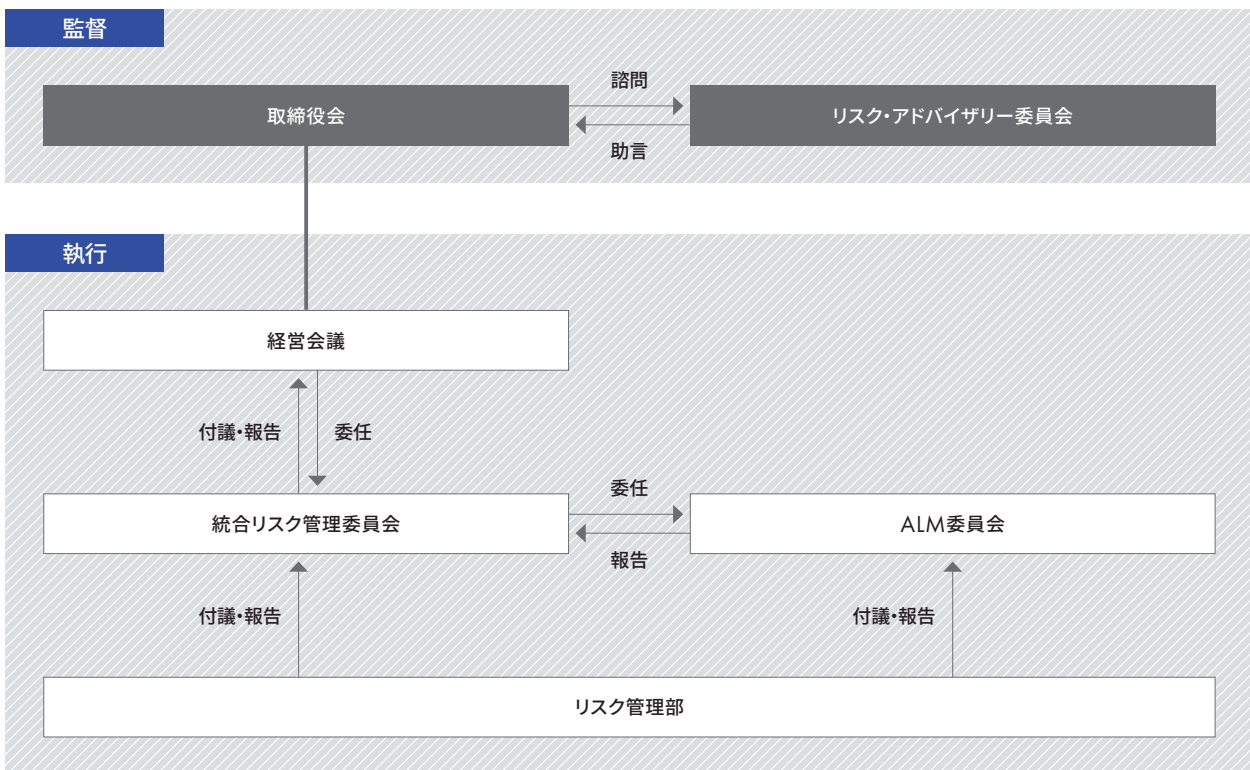 監督
諮問
取締役会
リスク・アドバイザリー委員会
助言
執行
経営会議
付議・報告
委任
委任
統合リスク管理委員会
ALM委員会
報告
付議・報告
付議・報告
リスク管理部